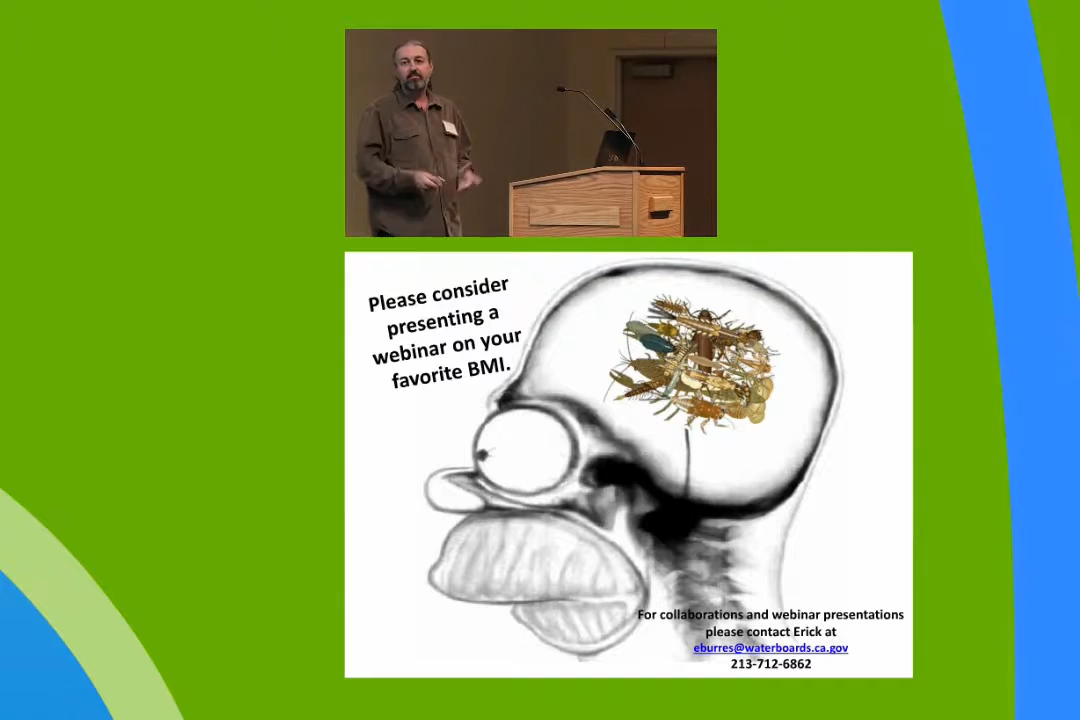 Please consider
presenting a
webinar on your
favorite BMI.
For collaborations and webinar presentations
please contact Erick at
eburres@waterboards.ca.gov
213-712-6862